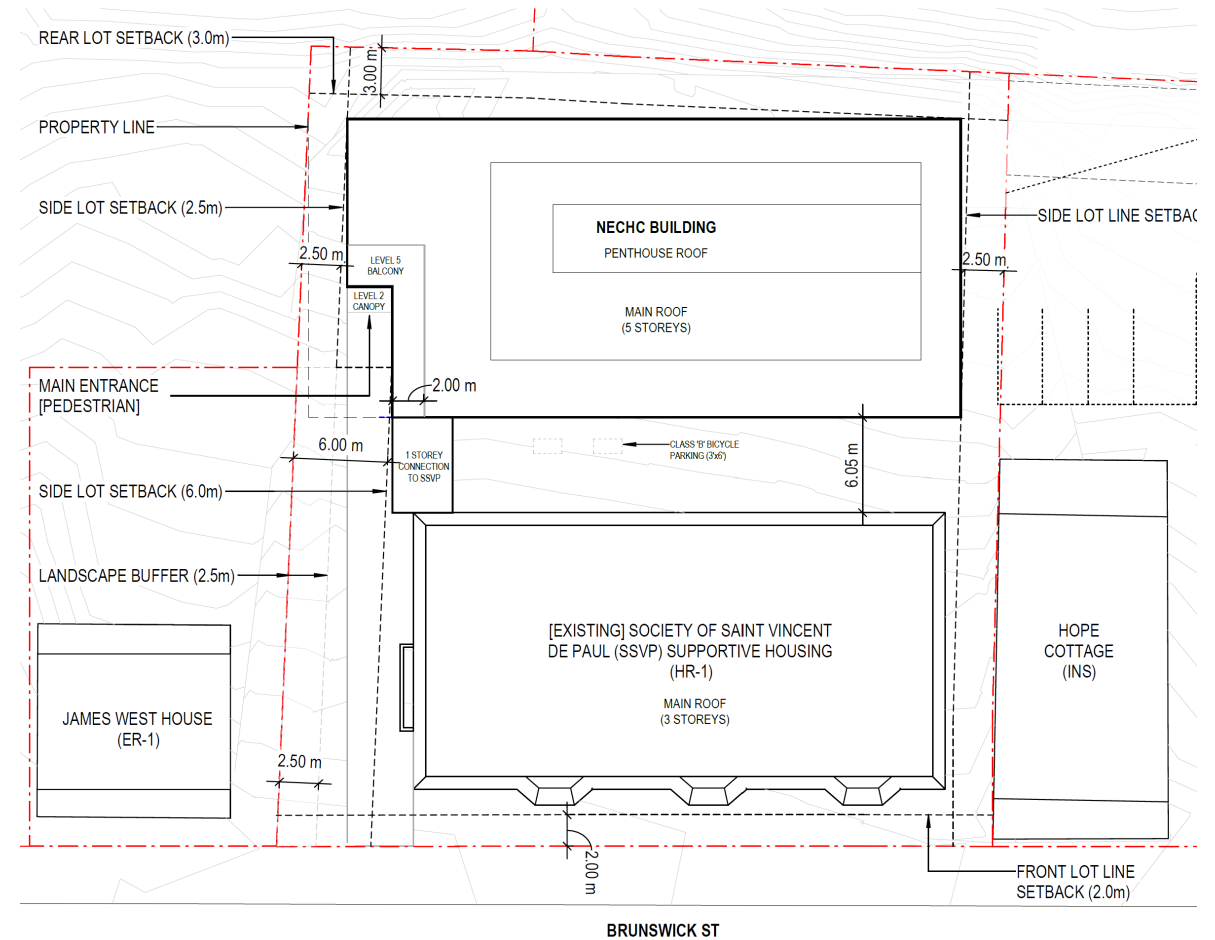 REAR LOT SETBACK (3.0m)
3.00 m
PROPERTY LINE
SIDE LOT SETBACK (2.5m)
SIDE LOT LINE SETBAC
NECHC BUILDING
PENTHOUSE ROOF
2.50 m
LEVEL 5
BALCONY
2.50 m
LEVEL 2
CANOPY
MAIN ROOF
(5 STOREYS)
MAIN ENTRANCE
[PEDESTRIAN]
2.00 m
6.00 m
1 STOREY
CONNECTION
TO SSVP
CLASS 'B' BICYCLE
PARKING (3'x6')
6.05 m
SIDE LOT SETBACK (6.0m)
LANDSCAPE BUFFER (2.5m)
[EXISTING] SOCIETY OF SAINT VINCENT
DE PAUL (SSVP) SUPPORTIVE HOUSING
(HR-1)
MAIN ROOF
(3 STOREYS)
HOPE
COTTAGE
(INS)
JAMES WEST HOUSE
(ER-1)
2.50 m
2.00 m
FRONT LOT LINE
SETBACK (2.0m)
BRUNSWICK ST